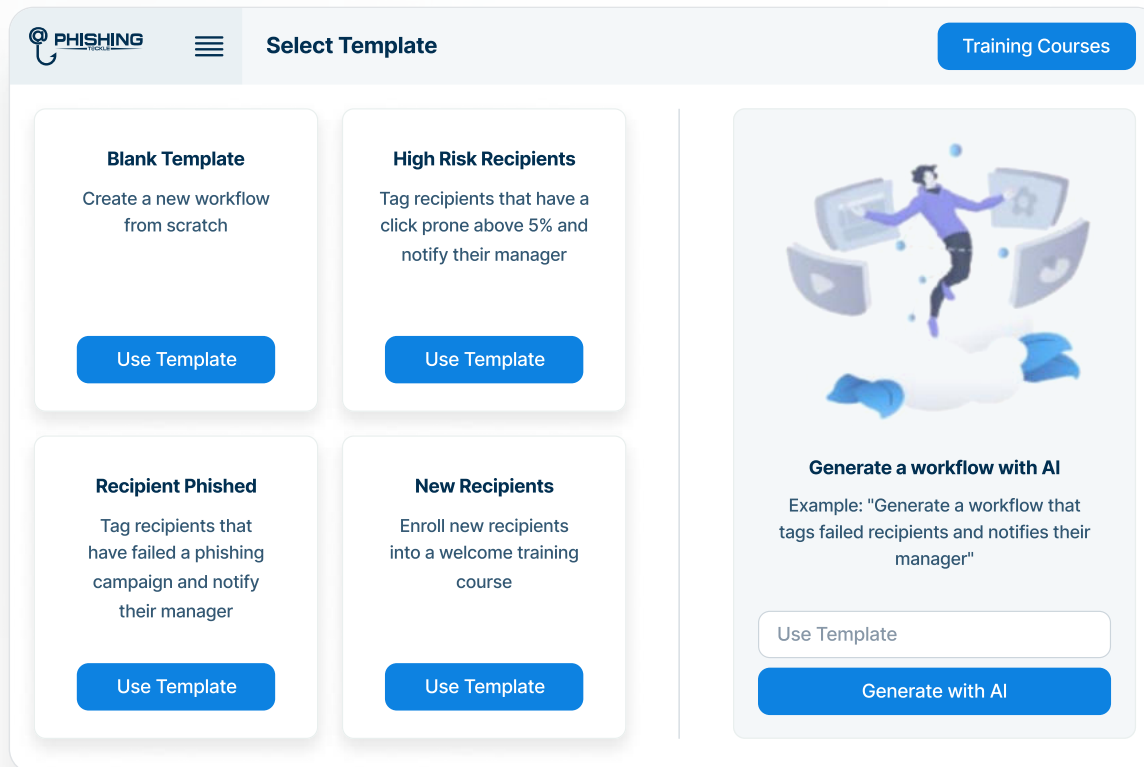 PHISHING
TACKLE
Select Template
Training Courses
Blank Template
Create a new workflow
from scratch
Use Template
High Risk Recipients
Tag recipients that have a
click prone above 5% and
notify their manager
Use Template
Recipient Phished
Tag recipients that
have failed a phishing
campaign and notify
their manager
Use Template
New Recipients
Enroll new recipients
into a welcome training
course
Use Template
Generate a workflow with AI
Example: "Generate a workflow that
tags failed recipients and notifies their
manager"
Use Template
Generate with AI